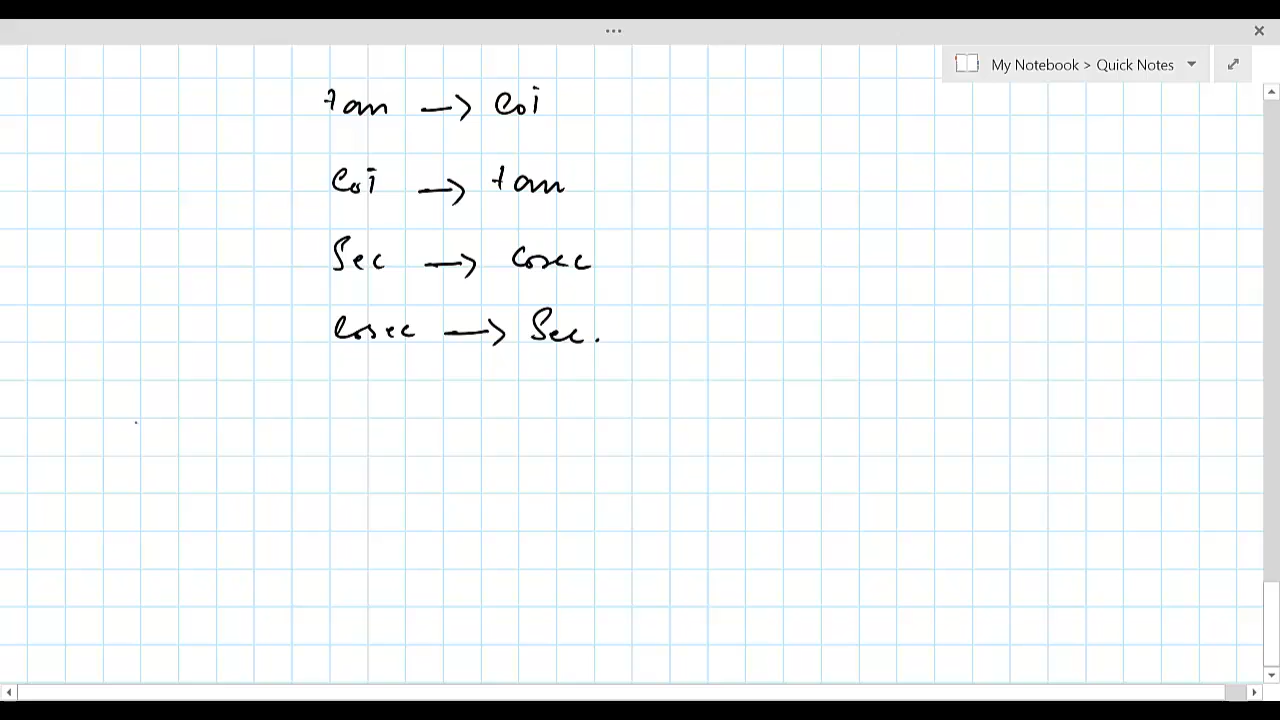 ...
My Notebook > Quick Notes
tan → cot
cot → tan
Sec → cosec
cosec → Sec.